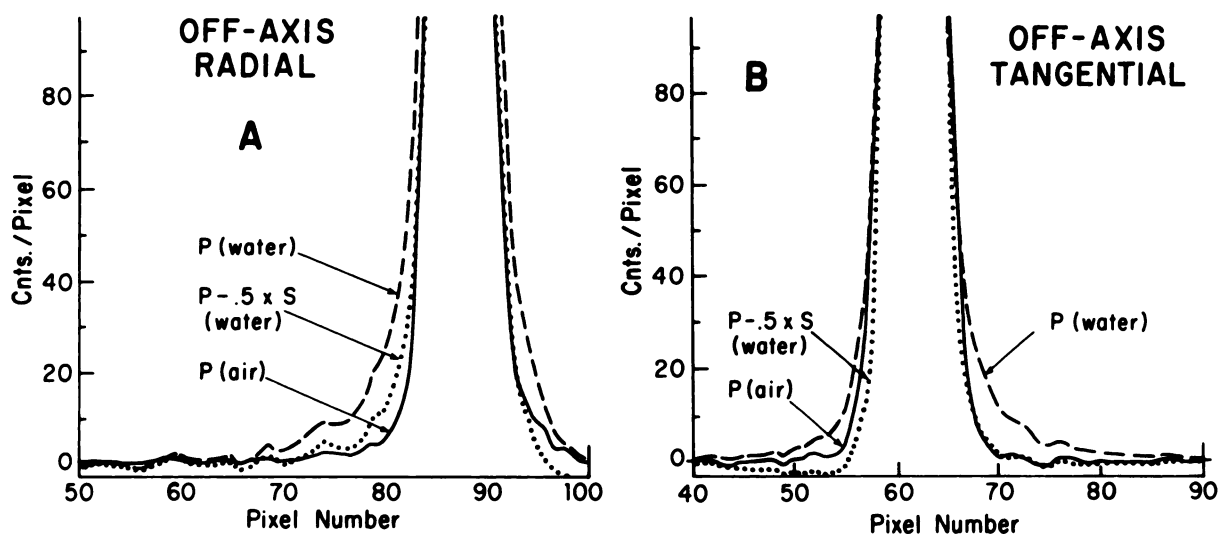 OFF-AXIS
RADIAL
A
80
60
40
20
0
Cnts./Pixel
P (water)
P-.5 x S
(water)
P (air)
50 60 70 80 90 100
Pixel Number
OFF-AXIS
TANGENTIAL
B
80
60
40
20
0
Cnts./Pixel
P-.5 x S
(water)
P (water)
P (air)
40 50 60 70 80 90
Pixel Number